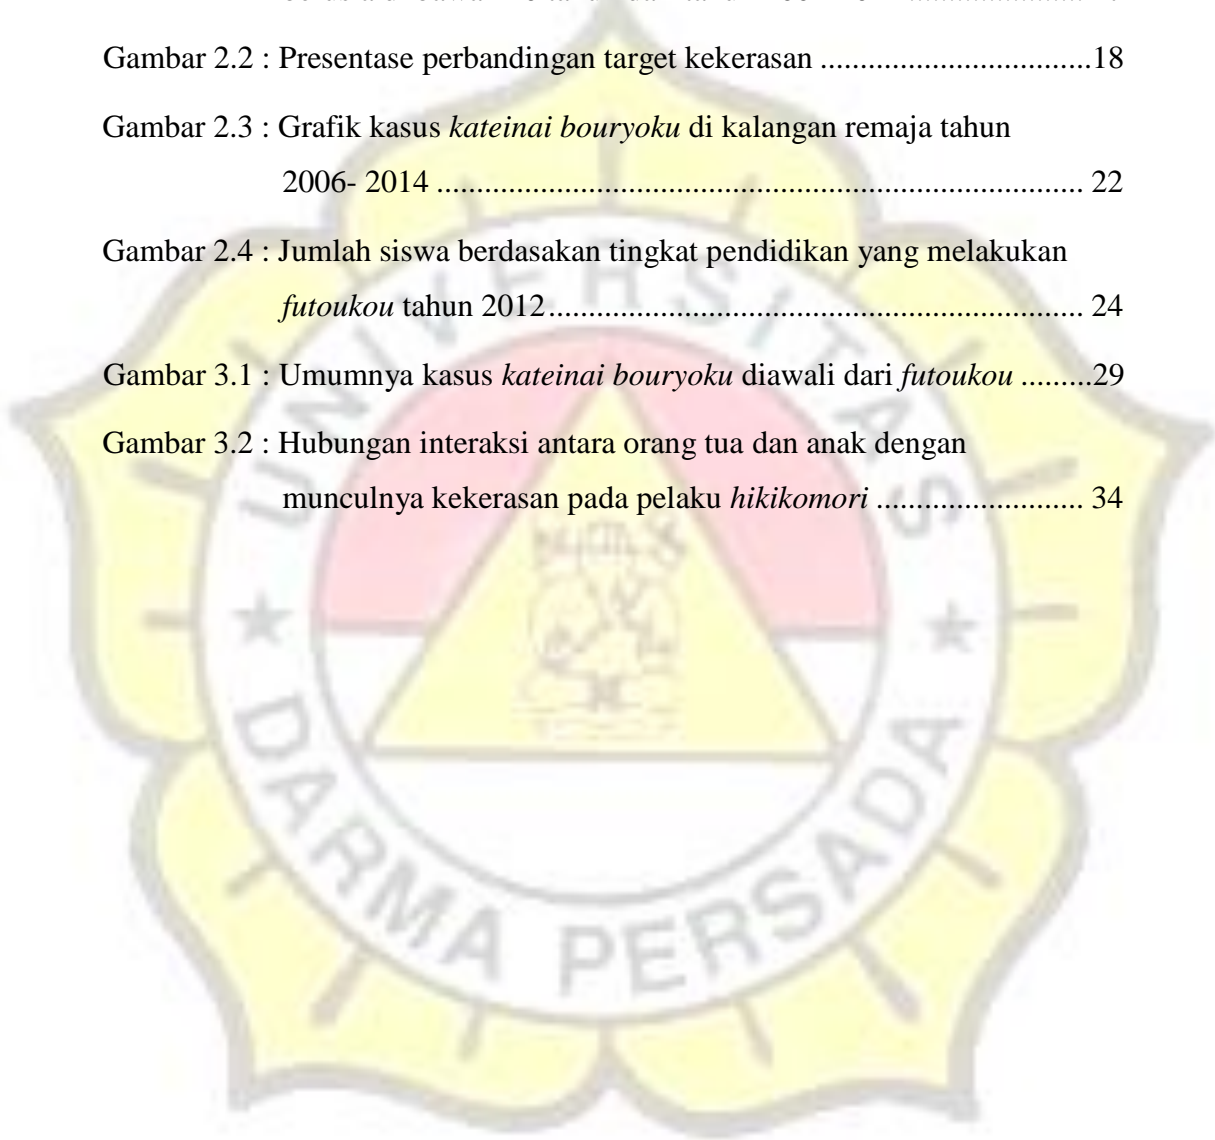 Gambar 2.2 : Presentase perbandingan target kekerasan ..................................18
Gambar 2.3 : Grafik kasus kateinai bouryoku di kalangan remaja tahun
2006- 2014 ................................................................................. 22
Gambar 2.4 : Jumlah siswa berdasakan tingkat pendidikan yang melakukan
futoukou tahun 2012................................................................... 24
Gambar 3.1 : Umumnya kasus kateinai bouryoku diawali dari futoukou .........29
Gambar 3.2 : Hubungan interaksi antara orang tua dan anak dengan
munculnya kekerasan pada pelaku hikikomori .......................... 34
UNIVERSITAS
DARMA PERSADA